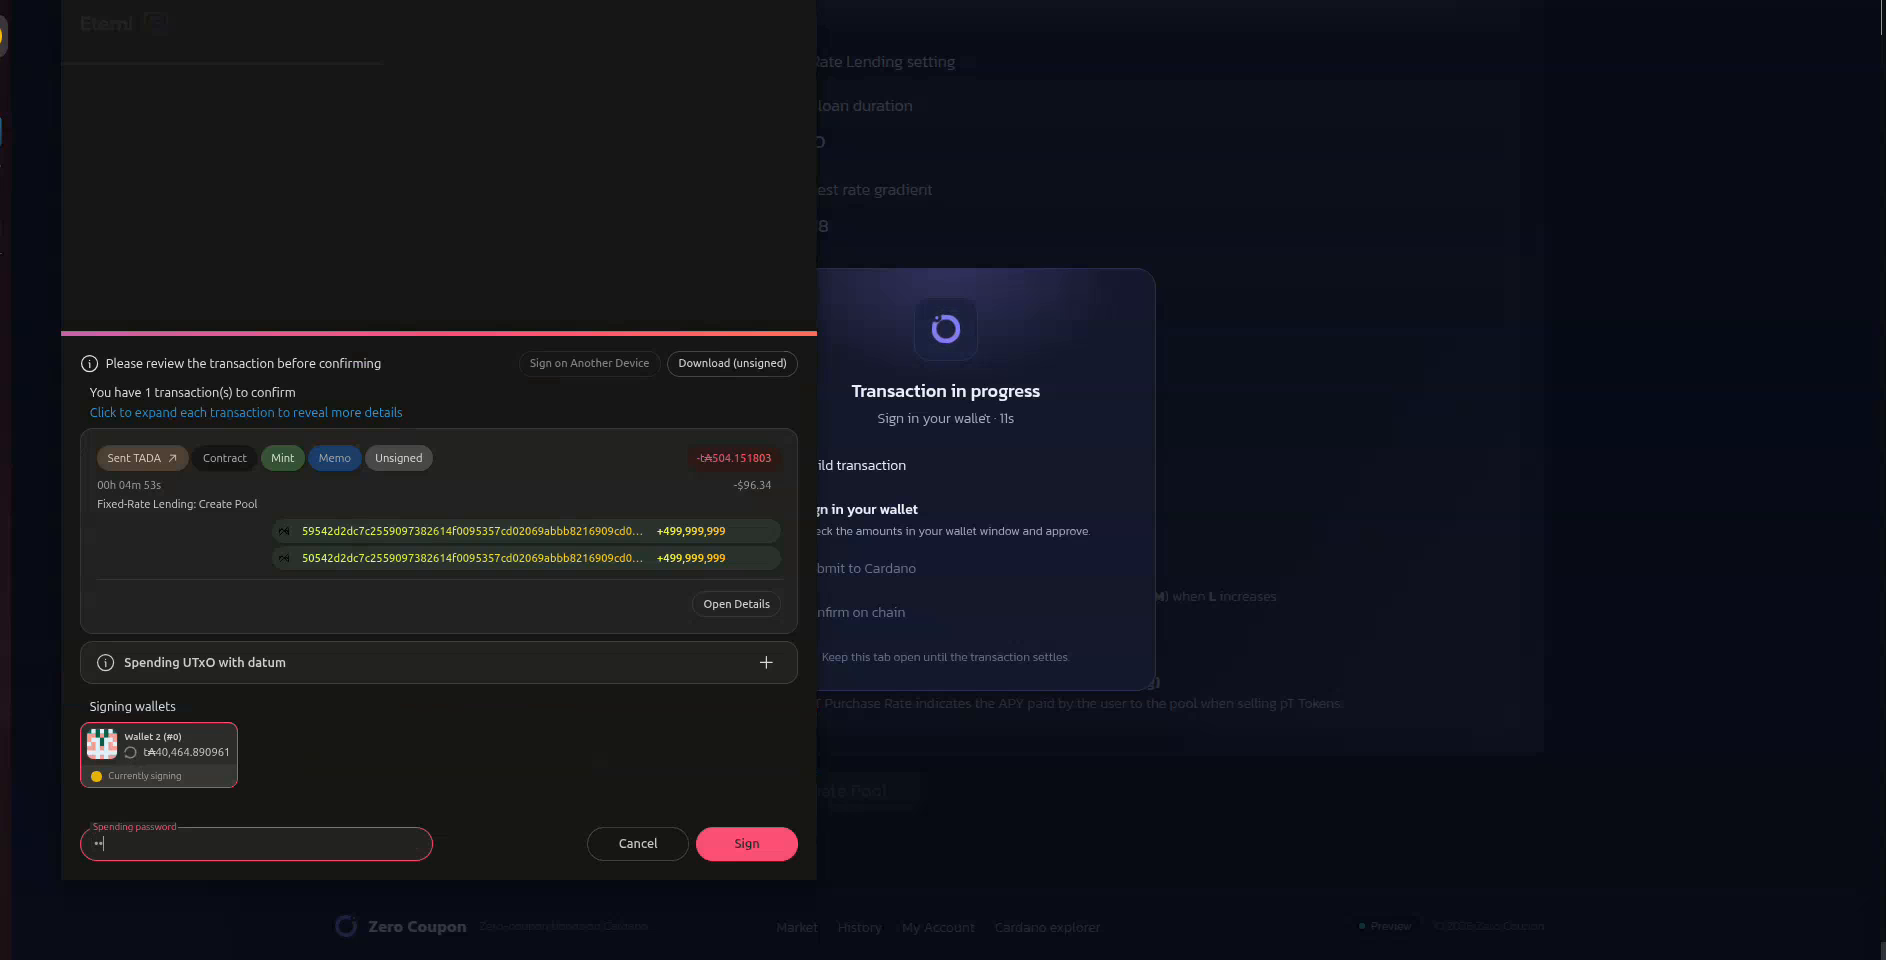 Eternl
Please review the transaction before confirming
Sign on Another Device
Download (unsigned)
You have 1 transaction(s) to confirm
Click to expand each transaction to reveal more details
Sent TADA
Contract
Mint
Memo
Unsigned
-t₳504.151803
00h 04m 53s
-$96.34
Fixed-Rate Lending: Create Pool
59542d2dc7c2559097382614f0095357cd02069abbb8216909cd0... +499,999,999
50542d2dc7c2559097382614f0095357cd02069abbb8216909cd0... +499,999,999
Open Details
Spending UTxO with datum
Signing wallets
Wallet 2 (#0)
t₳40,464.890961
Currently signing
Spending password
Cancel
Sign
Rate Lending setting
loan duration
est rate gradient
8
Transaction in progress
Sign in your wallet · 11s
ild transaction
gn in your wallet
eck the amounts in your wallet window and approve.
bmit to Cardano
nfirm on chain
Keep this tab open until the transaction settles.
M) when L increases
T Purchase Rate indicates the APY paid by the user to the pool when selling pT Tokens.
ate Pool
Zero Coupon
Market
History
My Account
Cardano explorer
Preview